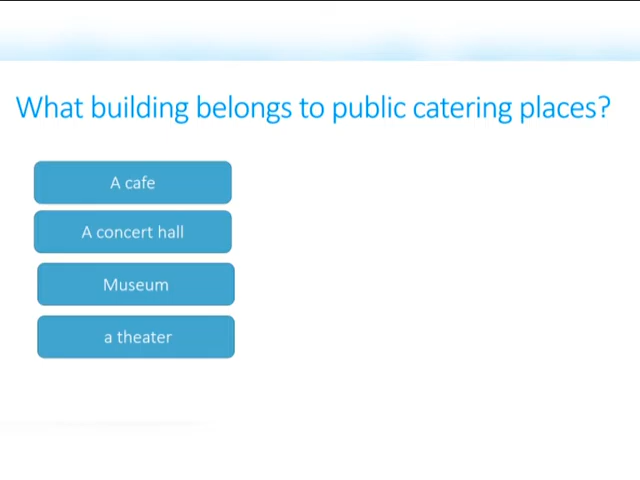 What building belongs to public catering places?
A cafe
A concert hall
Museum
a theater